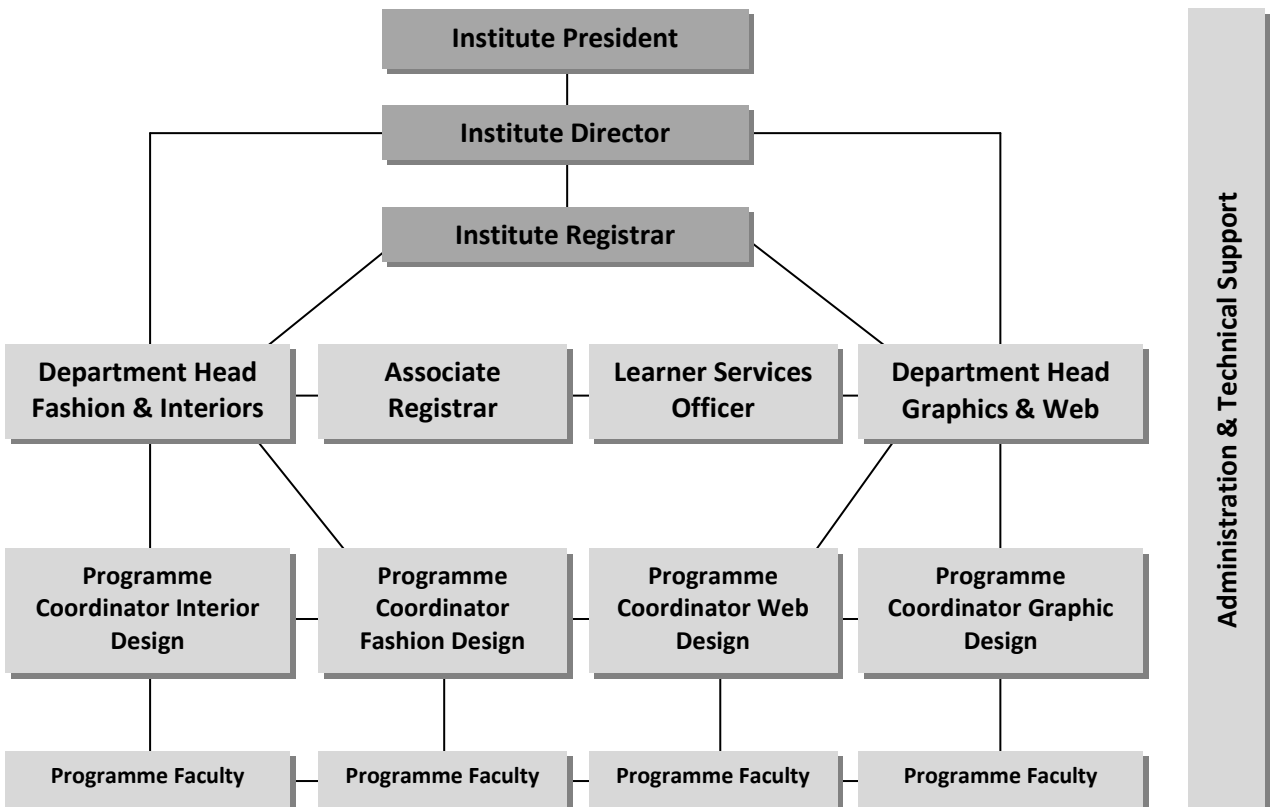 Institute President
Institute Director
Institute Registrar
Department Head
Fashion & Interiors
Associate
Registrar
Learner Services
Officer
Department Head
Graphics & Web
Programme
Coordinator Interior
Design
Programme
Coordinator
Fashion Design
Programme
Coordinator Web
Design
Programme
Coordinator Graphic
Design
Programme Faculty
Programme Faculty
Programme Faculty
Programme Faculty
Administration & Technical Support